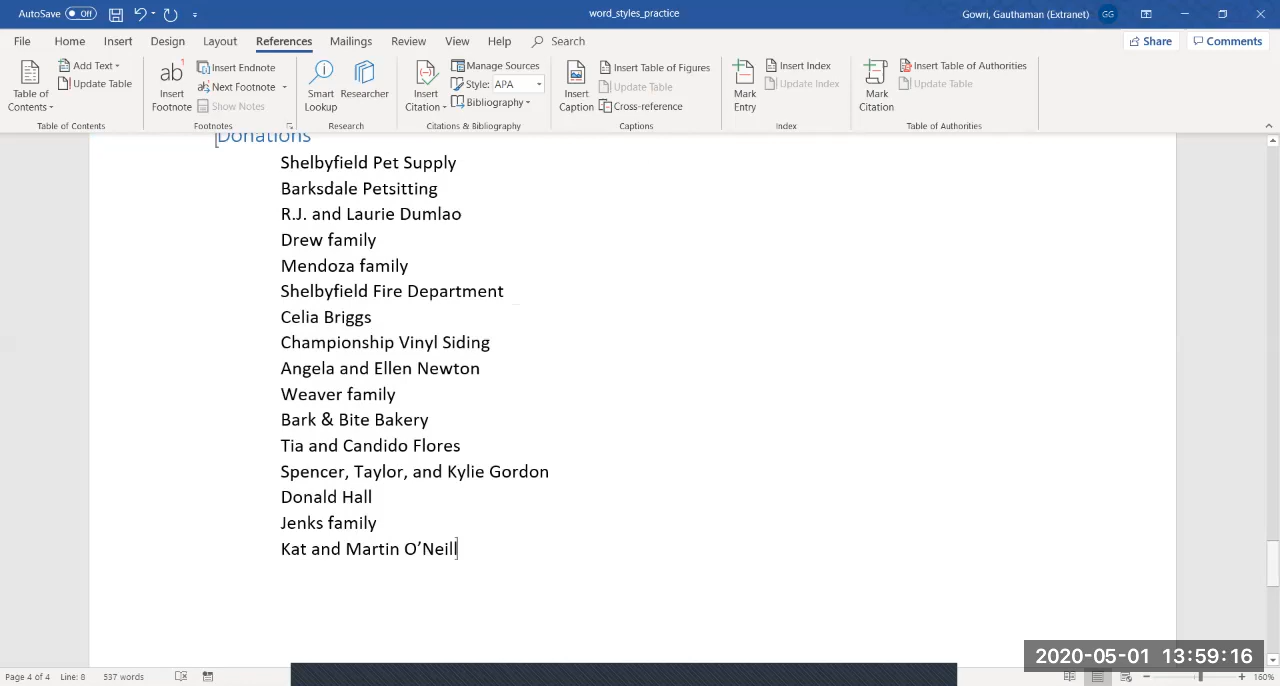 AutoSave Off word_styles_practice Gowri, Gauthaman (Extranet) GG
File Home Insert Design Layout References Mailings Review View Help Search Share Comments
Table of Contents
Add Text
Update Table
Table of Contents
ab
Insert Footnote
Insert Endnote
Next Footnote
Show Notes
Footnotes
Smart Lookup
Researcher
Research
Insert Citation
Manage Sources
Style: APA
Bibliography
Citations & Bibliography
Insert Caption
Insert Table of Figures
Update Table
Cross-reference
Captions
Mark Entry
Insert Index
Update Index
Index
Mark Citation
Insert Table of Authorities
Update Table
Table of Authorities
Donations
Shelbyfield Pet Supply
Barksdale Petsitting
R.J. and Laurie Dumlao
Drew family
Mendoza family
Shelbyfield Fire Department
Celia Briggs
Championship Vinyl Siding
Angela and Ellen Newton
Weaver family
Bark & Bite Bakery
Tia and Candido Flores
Spencer, Taylor, and Kylie Gordon
Donald Hall
Jenks family
Kat and Martin O’Neill
2020-05-01 13:59:16
Page 4 of 4 Line: 8 537 words 160%